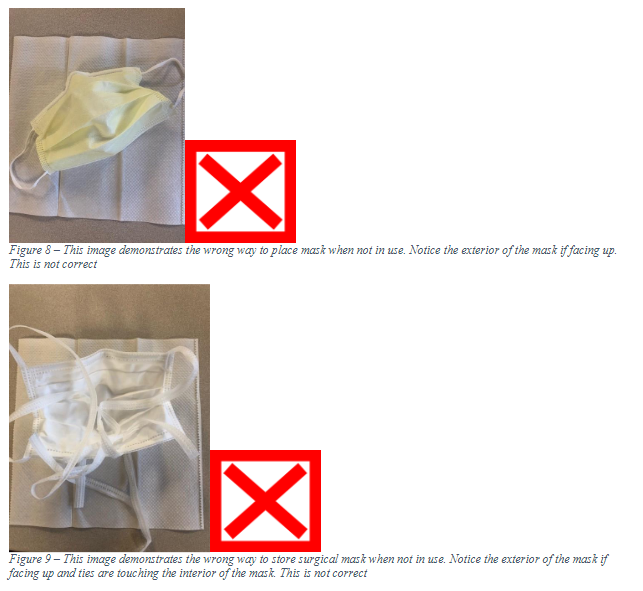 Figure 8 – This image demonstrates the wrong way to place mask when not in use. Notice the exterior of the mask if facing up.
This is not correct
Figure 9 – This image demonstrates the wrong way to store surgical mask when not in use. Notice the exterior of the mask if
facing up and ties are touching the interior of the mask. This is not correct